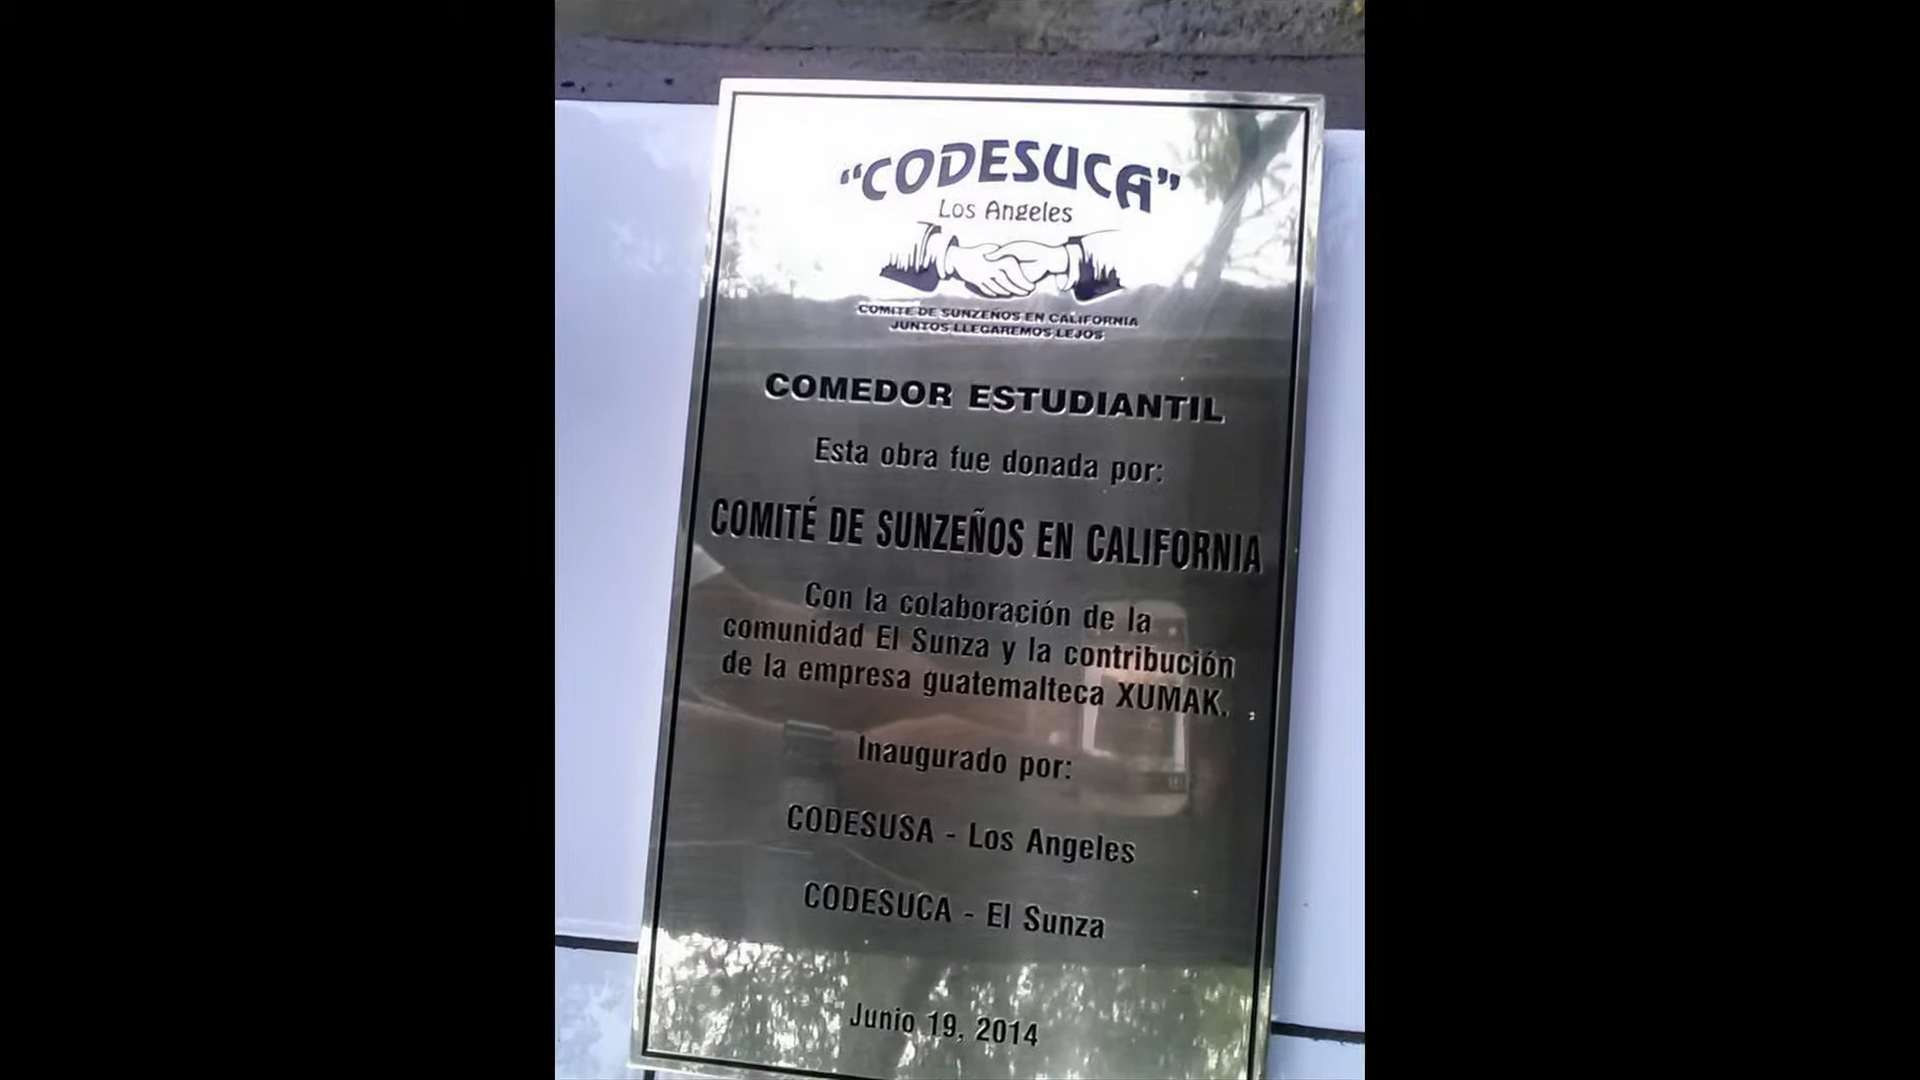 “CODESUCA”
Los Angeles
COMITE DE SUNZEÑOS EN CALIFORNIA
JUNTOS LLEGAREMOS LEJOS
COMEDOR ESTUDIANTIL
Esta obra fue donada por:
COMITÉ DE SUNZEÑOS EN CALIFORNIA
Con la colaboración de la
comunidad El Sunza y la contribución
de la empresa guatemalteca XUMAK.
Inaugurado por:
CODESUSA - Los Angeles
CODESUCA - El Sunza
Junio 19, 2014